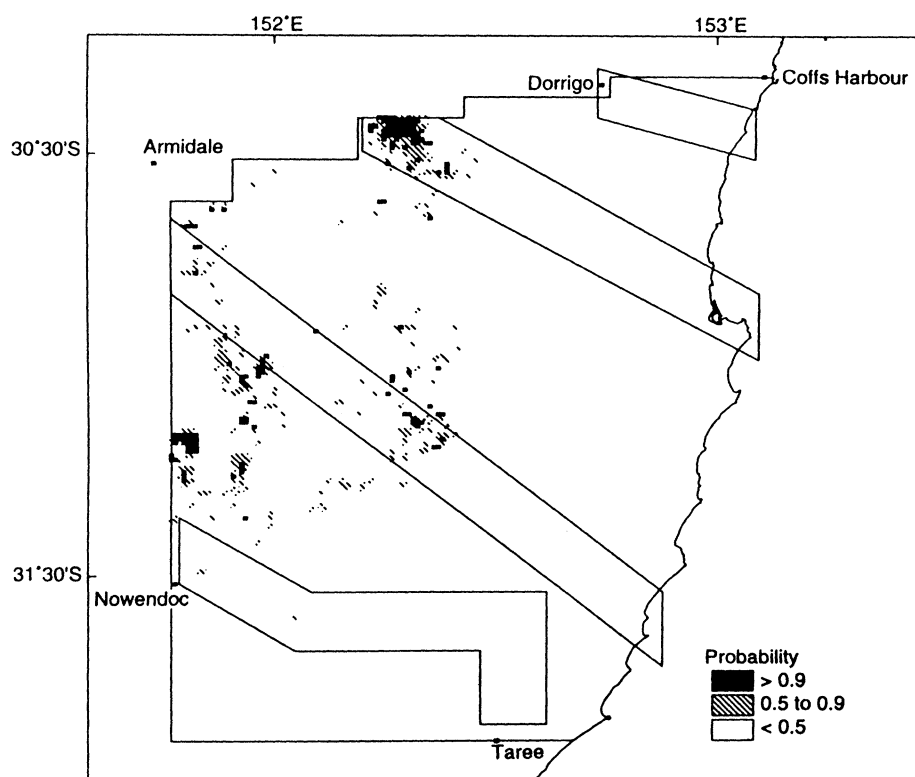 152°E
153°E
Coffs Harbour
Dorrigo
Armidale
30°30'S
31°30'S
Nowendoc
Probability
> 0.9
0.5 to 0.9
< 0.5
Taree